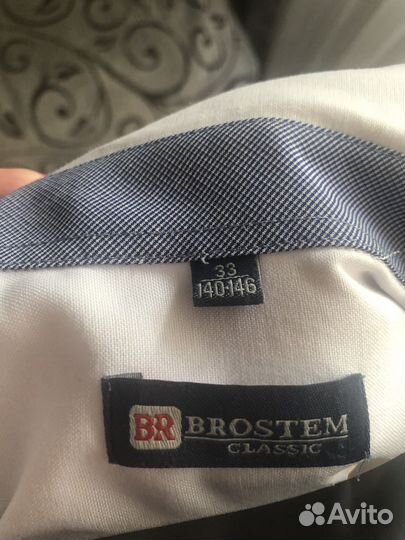 33
140-146
BR BROSTEM
CLASSIC
Avito